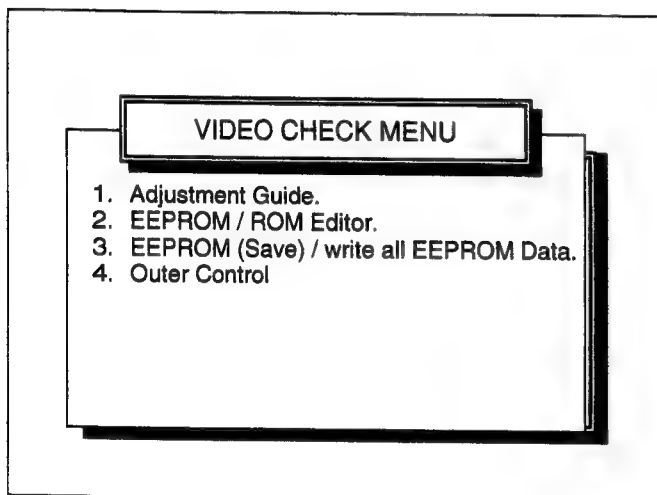 VIDEO CHECK MENU
1. Adjustment Guide.
2. EEPROM / ROM Editor.
3. EEPROM (Save) / write all EEPROM Data.
4. Outer Control